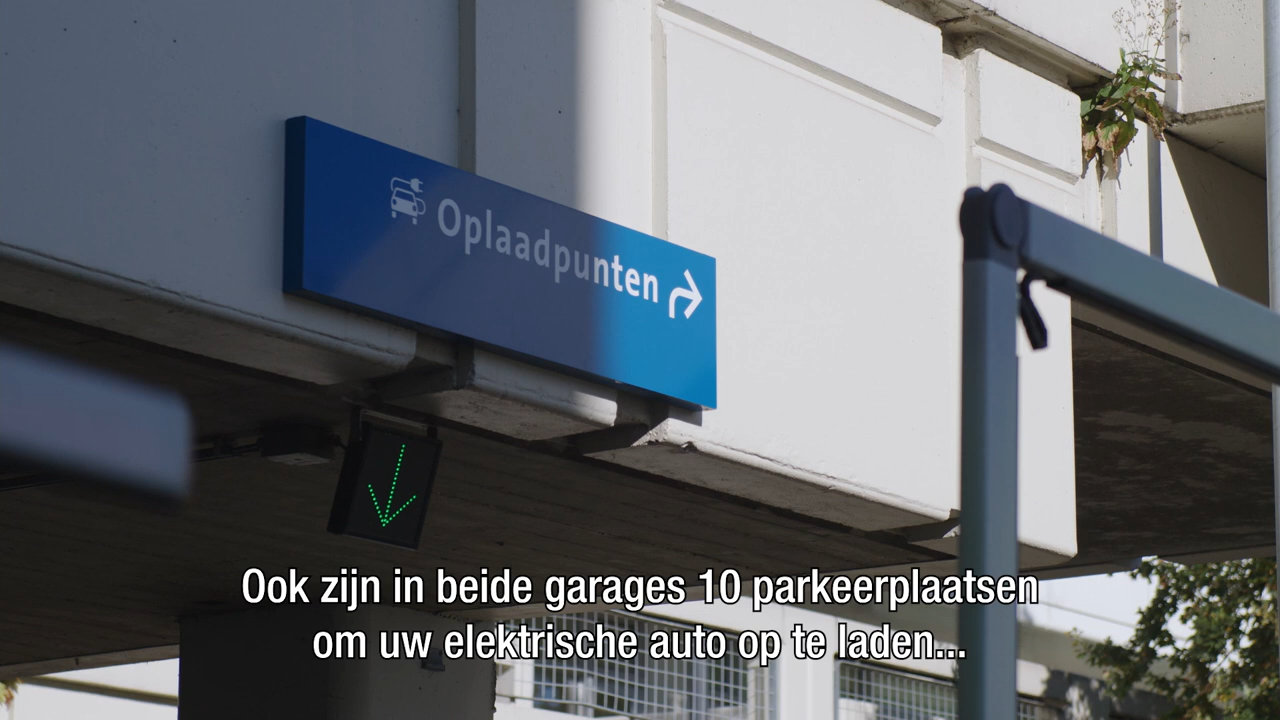 Oplaadpunten
Ook zijn in beide garages 10 parkeerplaatsen
om uw elektrische auto op te laden...